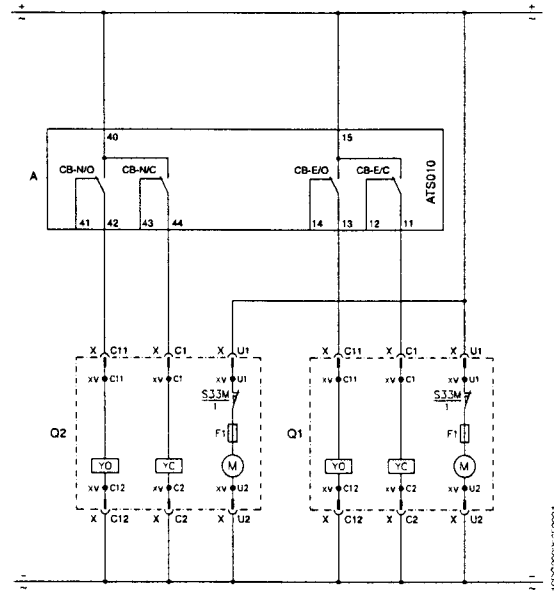 + +
~ ~
40 15
A CB-N/O CB-N/C CB-E/O CB-E/C ATS010
41 42 43 44 14 13 12 11
X C11 X C1 X U1 X C11 X C1 X U1
XV C11 XV C1 XV U1 XV C11 XV C1 XV U1
S33M S33M
1 1
Q2 F1 Q1 F1
YO YC M YO YC M
XV C12 XV C2 XV U2 XV C12 XV C2 XV U2
X C12 X C2 X U2 X C12 X C2 X U2
- -
~ ~